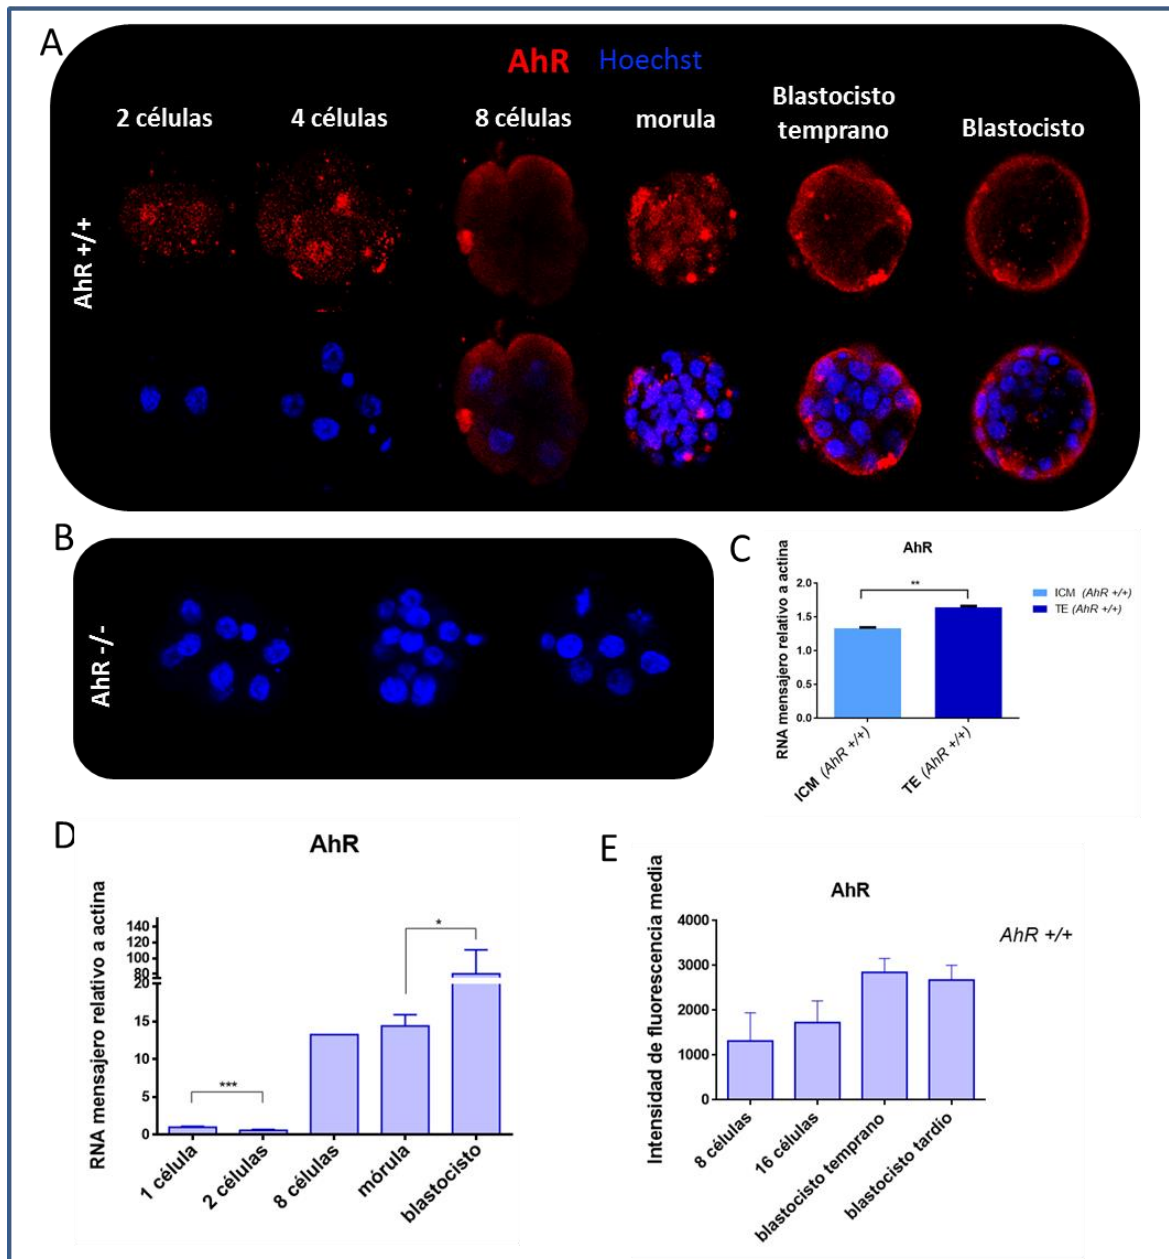 A
AhR Hoechst
2 células
4 células
8 células
morula
Blastocisto
temprano
Blastocisto
AhR +/+
B
AhR -/-
C
AhR
RNA mensajero relativo a actina
2.0
1.5
1.0
0.5
0.0
**
ICM (AhR +/+)
TE (AhR +/+)
ICM (AhR +/+)
TE (AhR +/+)
D
AhR
RNA mensajero relativo a actina
140
120
100
80
20
15
10
5
0
***
*
1 célula
2 células
8 células
mórula
blastocisto
E
AhR
AhR +/+
Intensidad de fluorescencia media
4000
3000
2000
1000
0
8 células
16 células
blastocisto temprano
blastocisto tardío